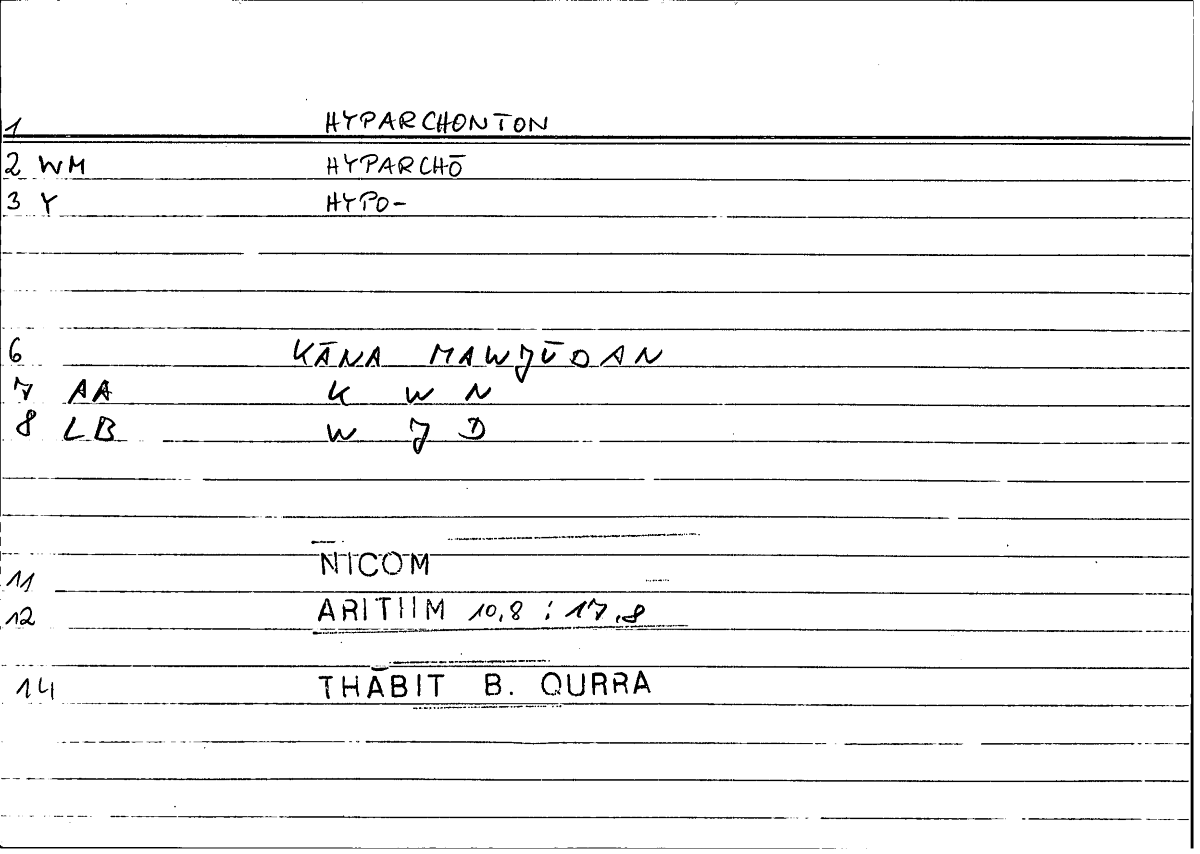 1 HYPARCHONTON
2 WM HYPARCHŌ
3 Y HYPO-
6 KĀNA MAWJŪDAN
7 AA K W N
8 LB W J D
11 NICOM
12 ARITHM 10,8 ; 17,8
14 THĀBIT B. QURRA